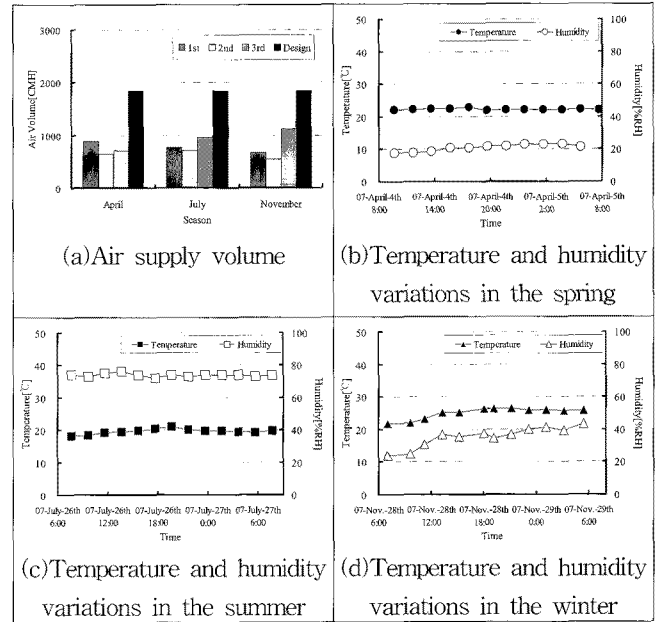 1st 2nd 3rd Design
Air Volume[CMH]
3000
2000
1000
0
April July November
Season
(a)Air supply volume
Temperature Humidity
Temperature[℃]
50
40
30
20
10
0
Humidity[%RH]
100
80
60
40
20
0
07-April-4th 07-April-4th 07-April-4th 07-April-5th 07-April-5th
8:00 14:00 20:00 2:00 8:00
Time
(b)Temperature and humidity
variations in the spring
Temperature Humidity
Temperature[℃]
50
40
30
20
10
0
Humidity[%RH]
100
80
60
40
20
0
07-July-26th 07-July-26th 07-July-26th 07-July-27th 07-July-27th
6:00 12:00 18:00 0:00 6:00
Time
(c)Temperature and humidity
variations in the summer
Temperature Humidity
Temperature[℃]
50
40
30
20
10
0
Humidity[%RH]
100
80
60
40
20
0
07-Nov.-28th 07-Nov.-28th 07-Nov.-28th 07-Nov.-29th 07-Nov.-29th
6:00 12:00 18:00 0:00 6:00
Time
(d)Temperature and humidity
variations in the winter